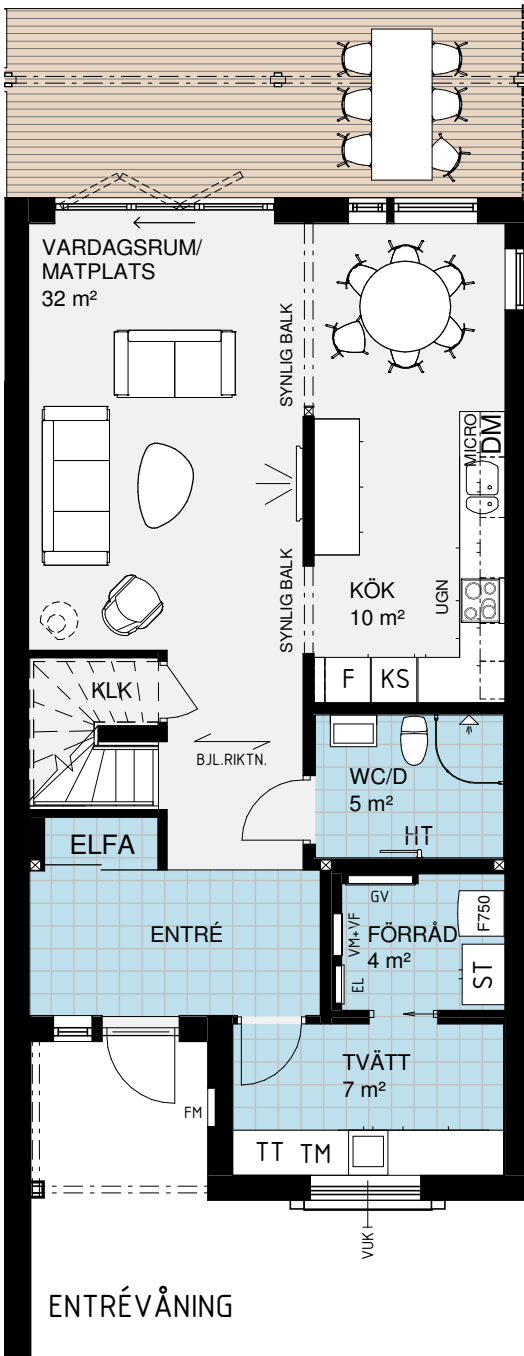 VARDAGSRUM/
MATPLATS
32 m²
SYNLIG BALK
MICRO
DM
SYNLIG BALK
KÖK
10 m²
UGN
F
KS
KLK
BJL.RIKTN.
WC/D
5 m²
HT
ELFA
ENTRÉ
GV
VM+VF
EL
FÖRRÅD
4 m²
F750
ST
TVÄTT
7 m²
FM
TT
TM
VUK
ENTRÉVÅNING